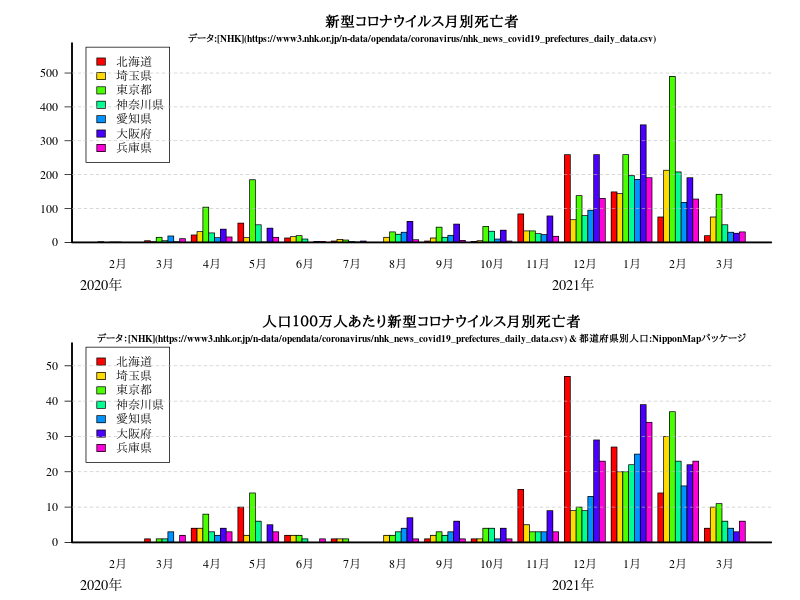 新型コロナウイルス月別死亡者
データ:[NHK](https://www3.nhk.or.jp/n-data/opendata/coronavirus/nhk_news_covid19_prefectures_daily_data.csv)
北海道
埼玉県
東京都
神奈川県
愛知県
大阪府
兵庫県
500
400
300
200
100
0
2月 3月 4月 5月 6月 7月 8月 9月 10月 11月 12月 1月 2月 3月
2020年 2021年
人口100万人あたり新型コロナウイルス月別死亡者
データ:[NHK](https://www3.nhk.or.jp/n-data/opendata/coronavirus/nhk_news_covid19_prefectures_daily_data.csv) & 都道府県別人口:NipponMapパッケージ
北海道
埼玉県
東京都
神奈川県
愛知県
大阪府
兵庫県
50
40
30
20
10
0
2月 3月 4月 5月 6月 7月 8月 9月 10月 11月 12月 1月 2月 3月
2020年 2021年